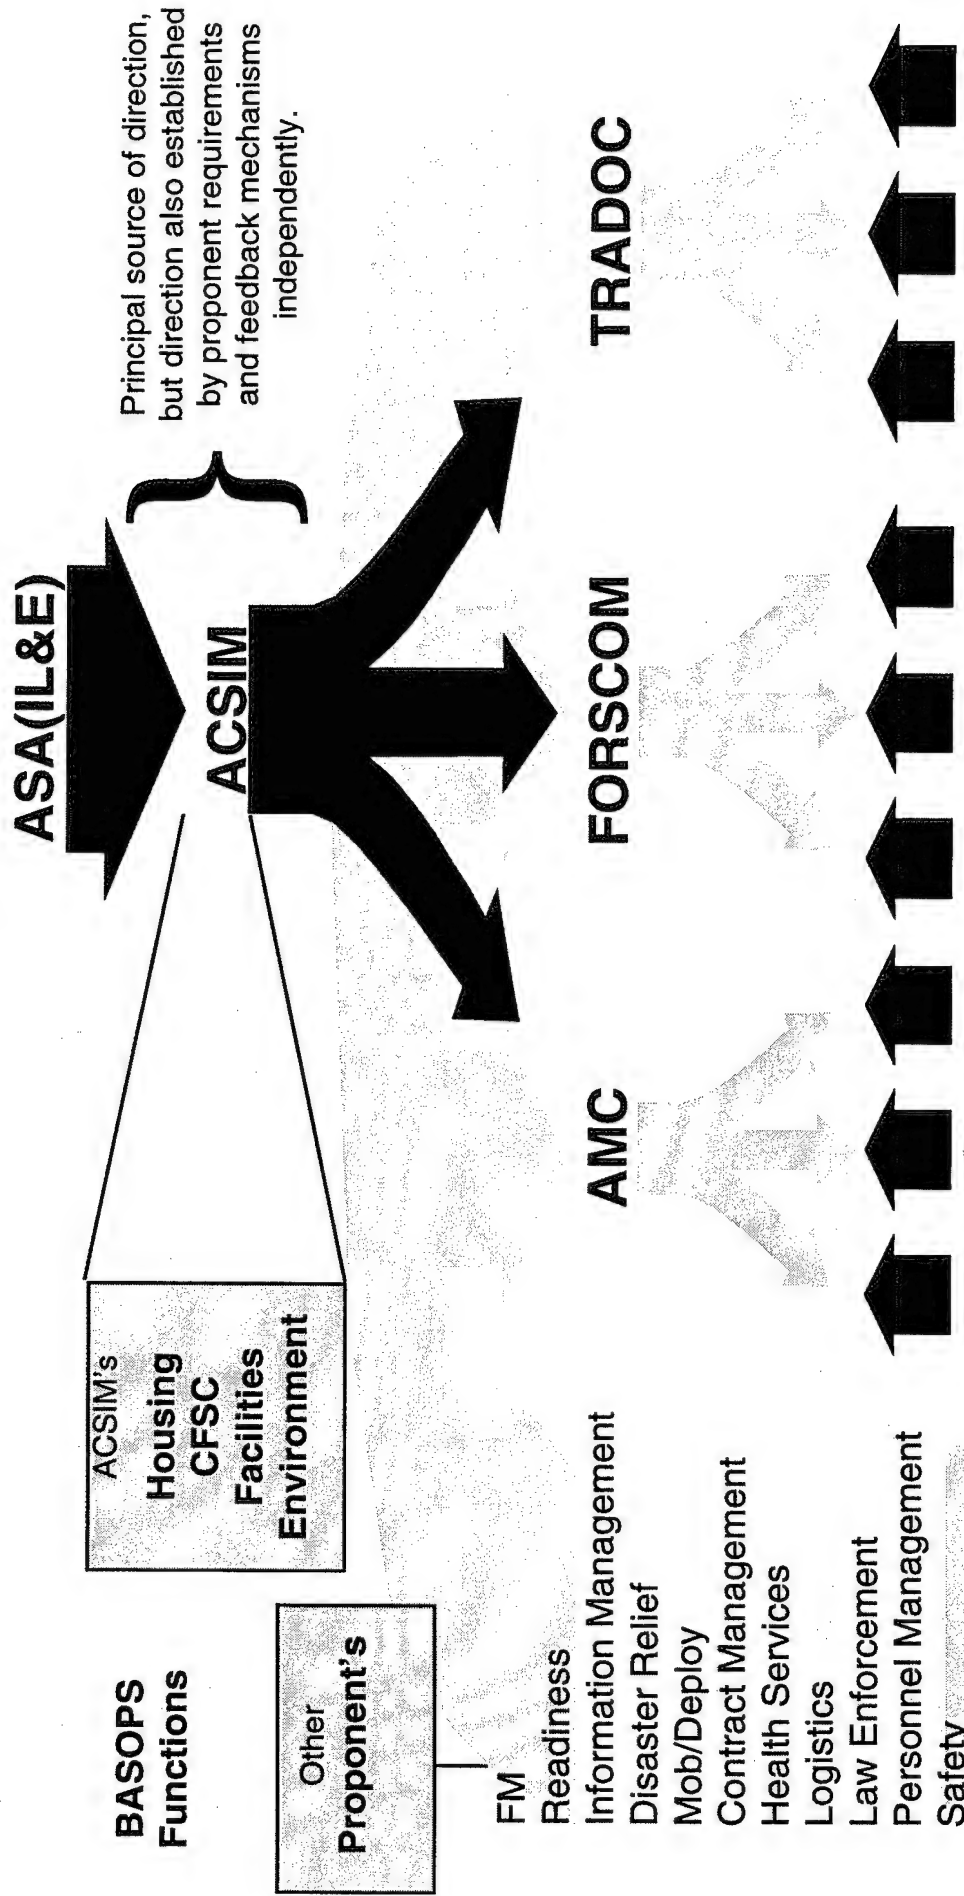 ASA(IL&E)
Principal source of direction,
but direction also established
by proponent requirements
and feedback mechanisms
independently.
ACSIM
BASOPS
Functions
ACSIM's
Housing
CFSC
Facilities
Environment
Other
Proponent's
FM
Readiness
Information Management
Disaster Relief
Mob/Deploy
Contract Management
Health Services
Logistics
Law Enforcement
Personnel Management
Safety
AMC
FORSCOM
TRADOC